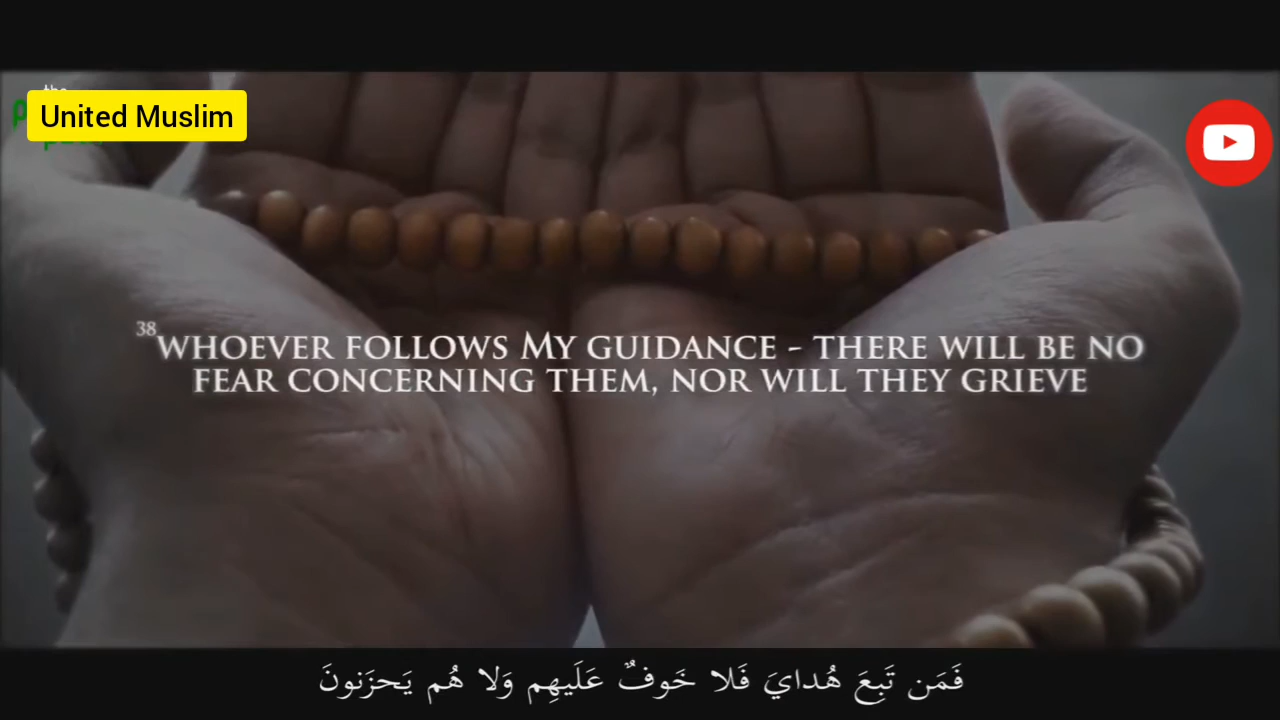 the
United Muslim
38 WHOEVER FOLLOWS MY GUIDANCE - THERE WILL BE NO
FEAR CONCERNING THEM, NOR WILL THEY GRIEVE
فَمَن تَبِعَ هُدايَ فَلا خَوفٌ عَلَيهِم وَلا هُم يَحزَنونَ